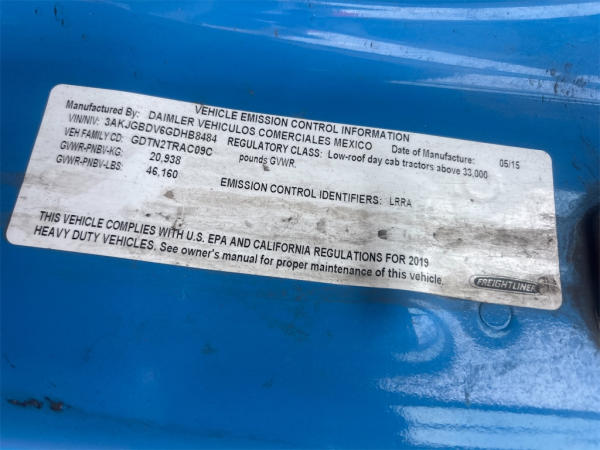 VEHICLE EMISSION CONTROL INFORMATION
Manufactured By: DAIMLER VEHICULOS COMERCIALES MEXICO Date of Manufacture: 05/15
VIN/NIV: 3AKJGBDV6GDHB8484 REGULATORY CLASS: Low-roof day cab tractors above 33,000
VEH FAMILY CD: GDTN2TRAC09C pounds GVWR.
GVWR-PNBV-KG: 20,938
GVWR-PNBV-LBS: 46,160
EMISSION CONTROL IDENTIFIERS: LRRA
THIS VEHICLE COMPLIES WITH U.S. EPA AND CALIFORNIA REGULATIONS FOR 2019
HEAVY DUTY VEHICLES. See owner's manual for proper maintenance of this vehicle.
FREIGHTLINER